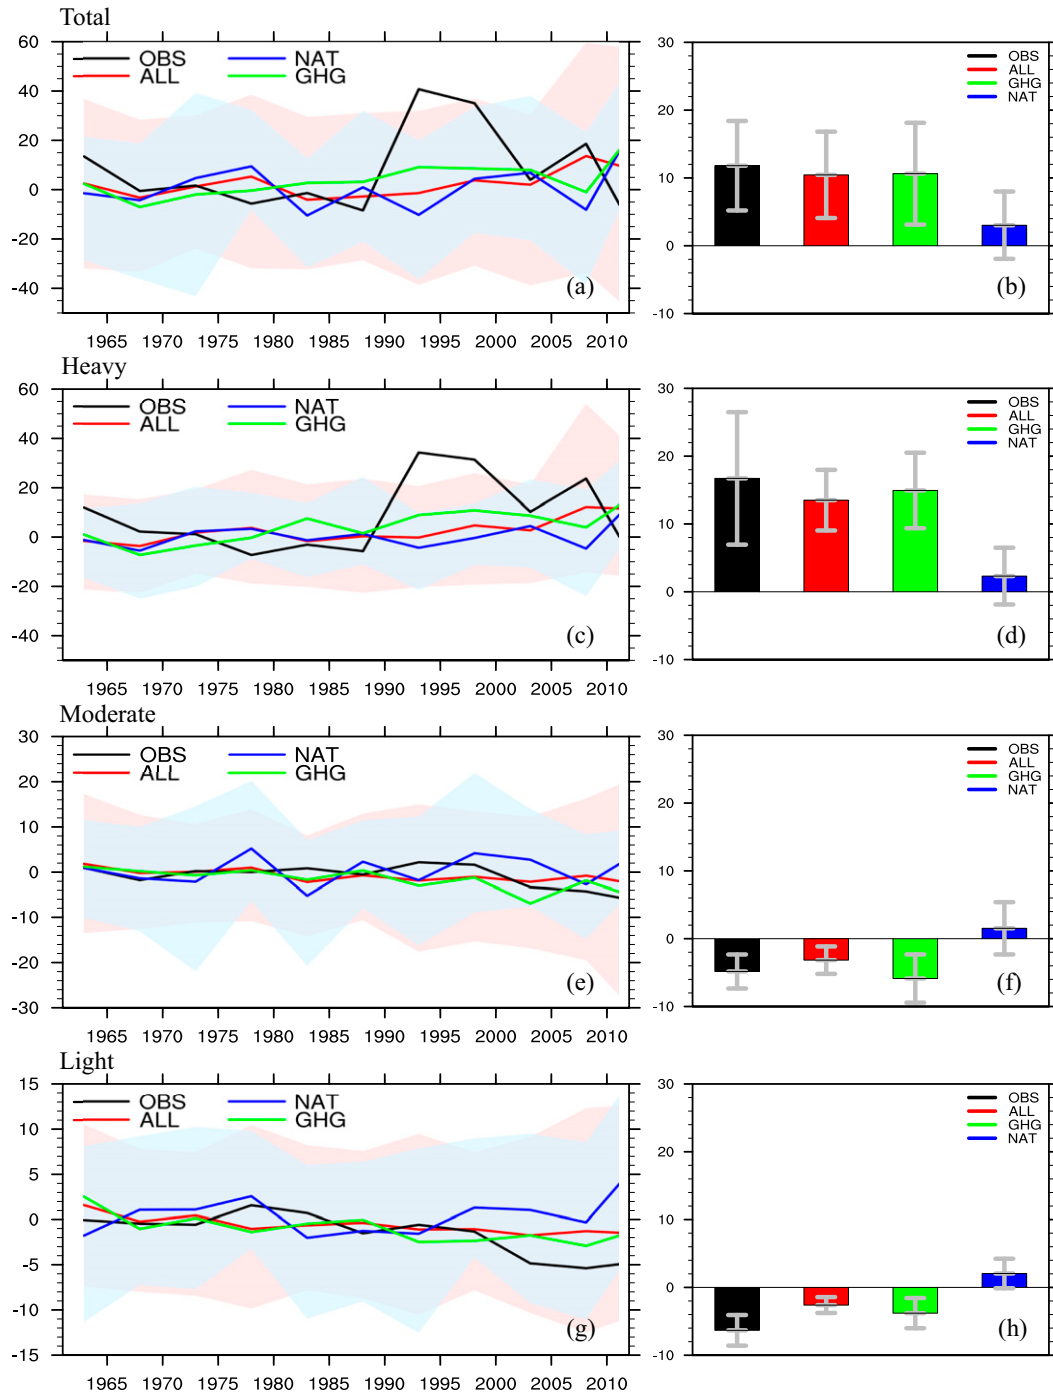 Total
60
40
20
0
-20
-40
OBS NAT
ALL GHG
(a)
1965 1970 1975 1980 1985 1990 1995 2000 2005 2010
30
20
10
0
-10
OBS
ALL
GHG
NAT
(b)
Heavy
60
40
20
0
-20
-40
OBS NAT
ALL GHG
(c)
1965 1970 1975 1980 1985 1990 1995 2000 2005 2010
30
20
10
0
-10
OBS
ALL
GHG
NAT
(d)
Moderate
30
20
10
0
-10
-20
-30
OBS NAT
ALL GHG
(e)
1965 1970 1975 1980 1985 1990 1995 2000 2005 2010
30
20
10
0
-10
OBS
ALL
GHG
NAT
(f)
Light
15
10
5
0
-5
-10
-15
OBS NAT
ALL GHG
(g)
1965 1970 1975 1980 1985 1990 1995 2000 2005 2010
30
20
10
0
-10
OBS
ALL
GHG
NAT
(h)